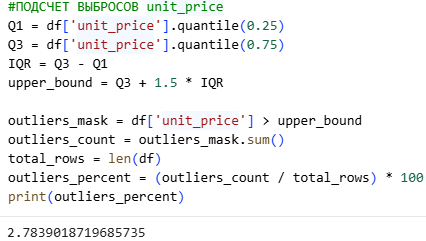 #ПОДСЧЕТ ВЫБРОСОВ unit_price
Q1 = df['unit_price'].quantile(0.25)
Q3 = df['unit_price'].quantile(0.75)
IQR = Q3 - Q1
upper_bound = Q3 + 1.5 * IQR
outliers_mask = df['unit_price'] > upper_bound
outliers_count = outliers_mask.sum()
total_rows = len(df)
outliers_percent = (outliers_count / total_rows) * 100
print(outliers_percent)
2.7839018719685735